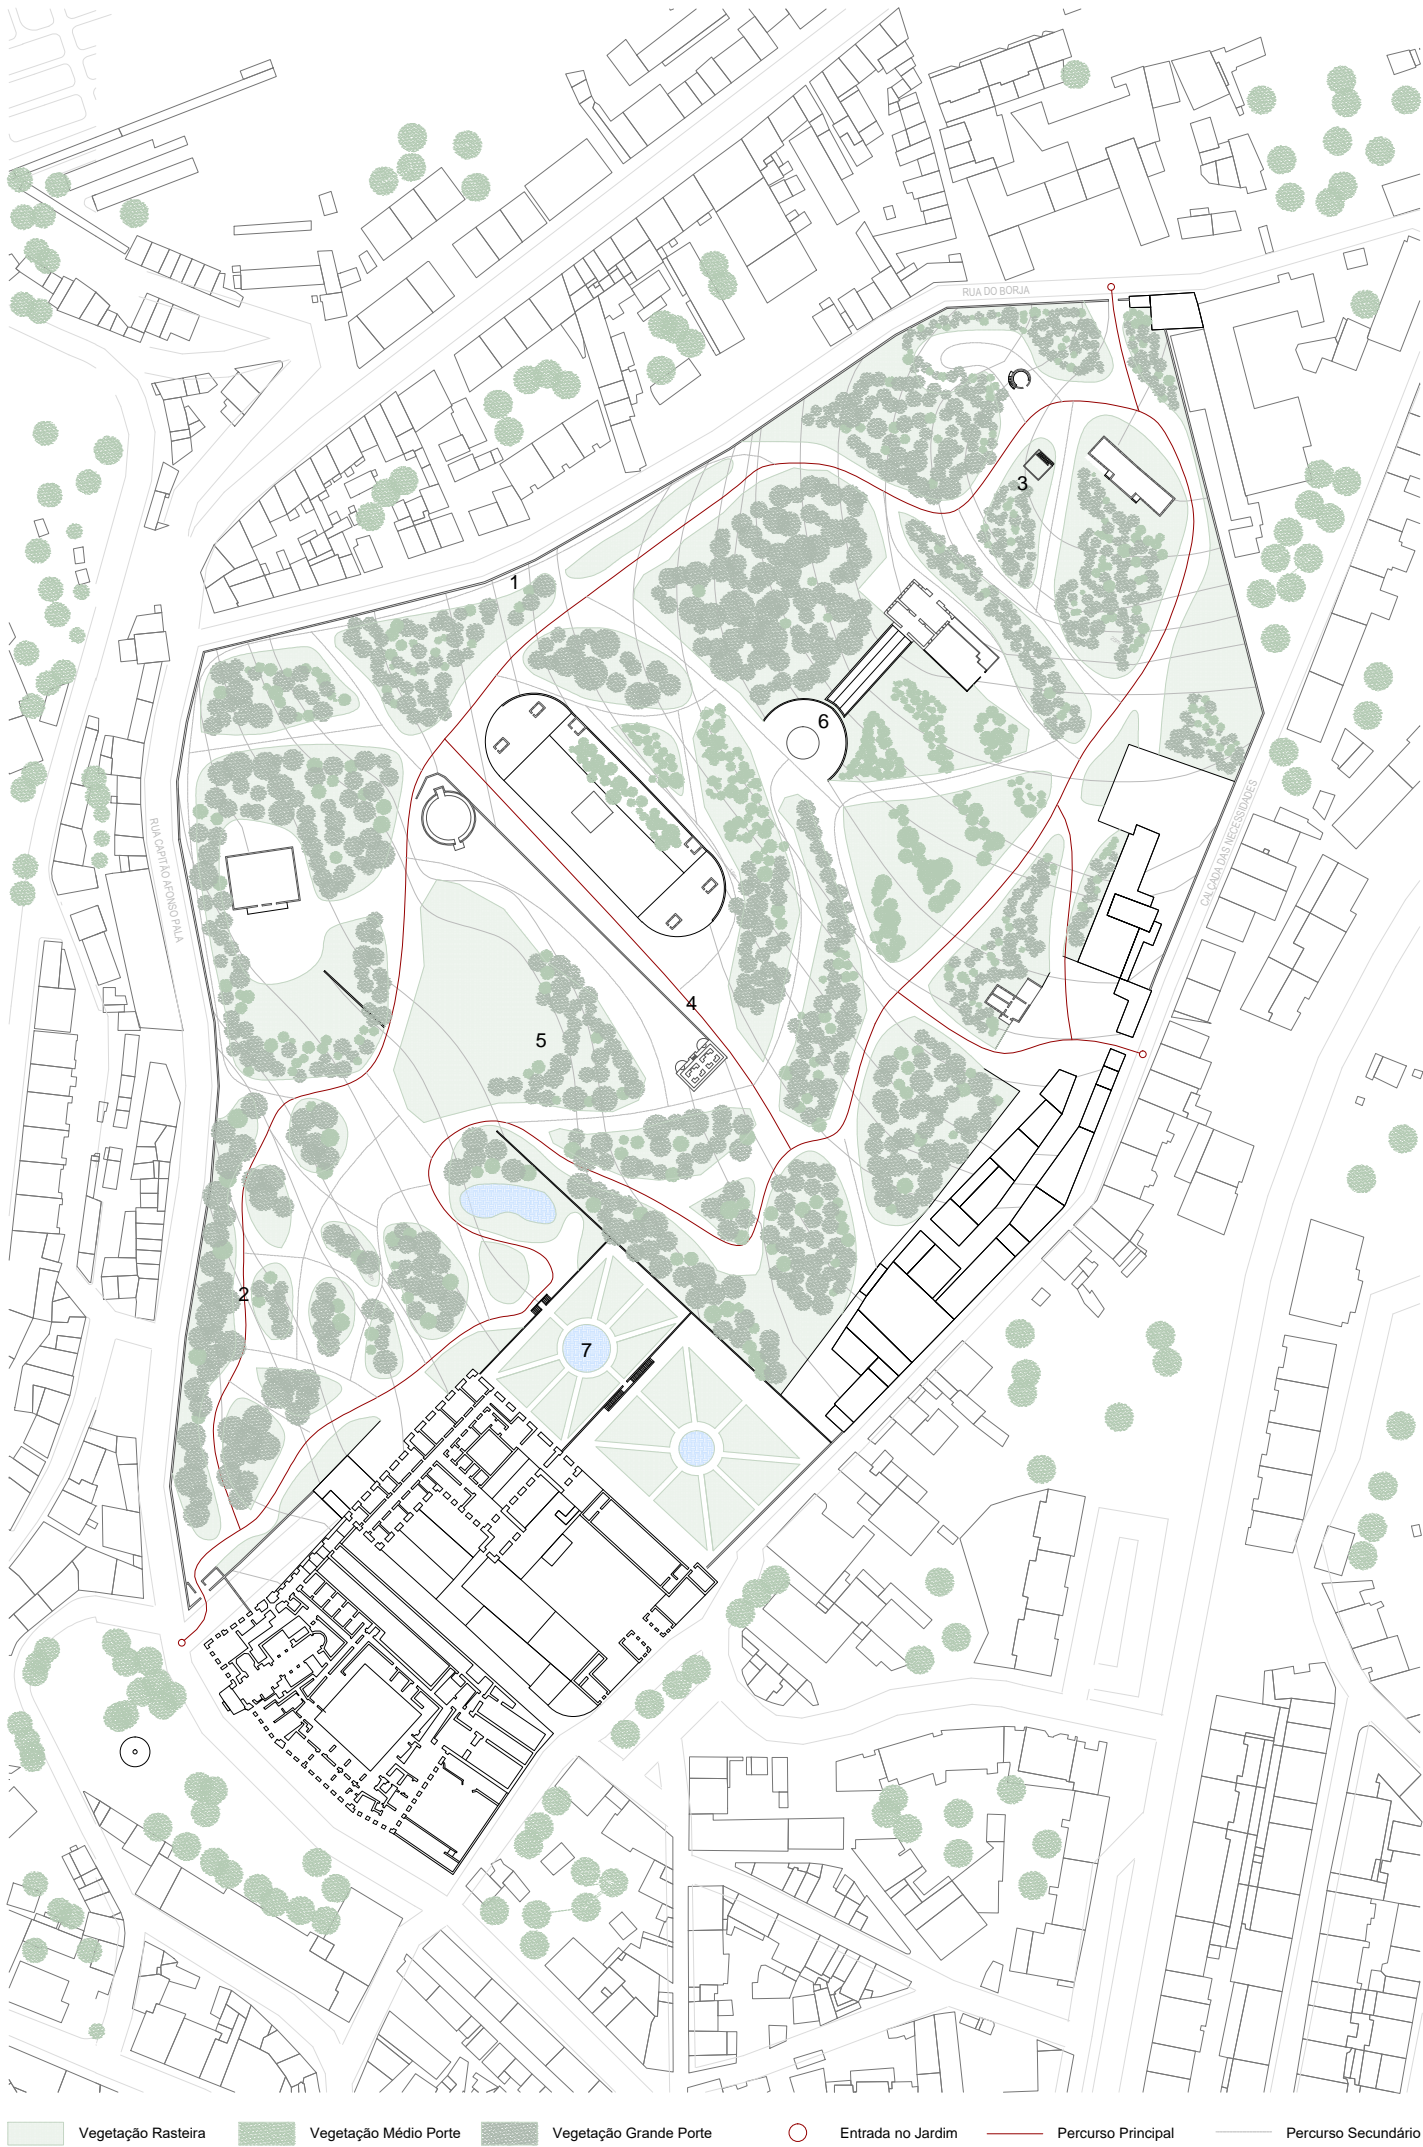 RUA DO BORJA
3
1
6
RUA CAPITÃO AFONSO PALA
CALÇADA DAS NECESSIDADES
4
5
2
7
Vegetação Rasteira
Vegetação Médio Porte
Vegetação Grande Porte
Entrada no Jardim
Percurso Principal
Percurso Secundário